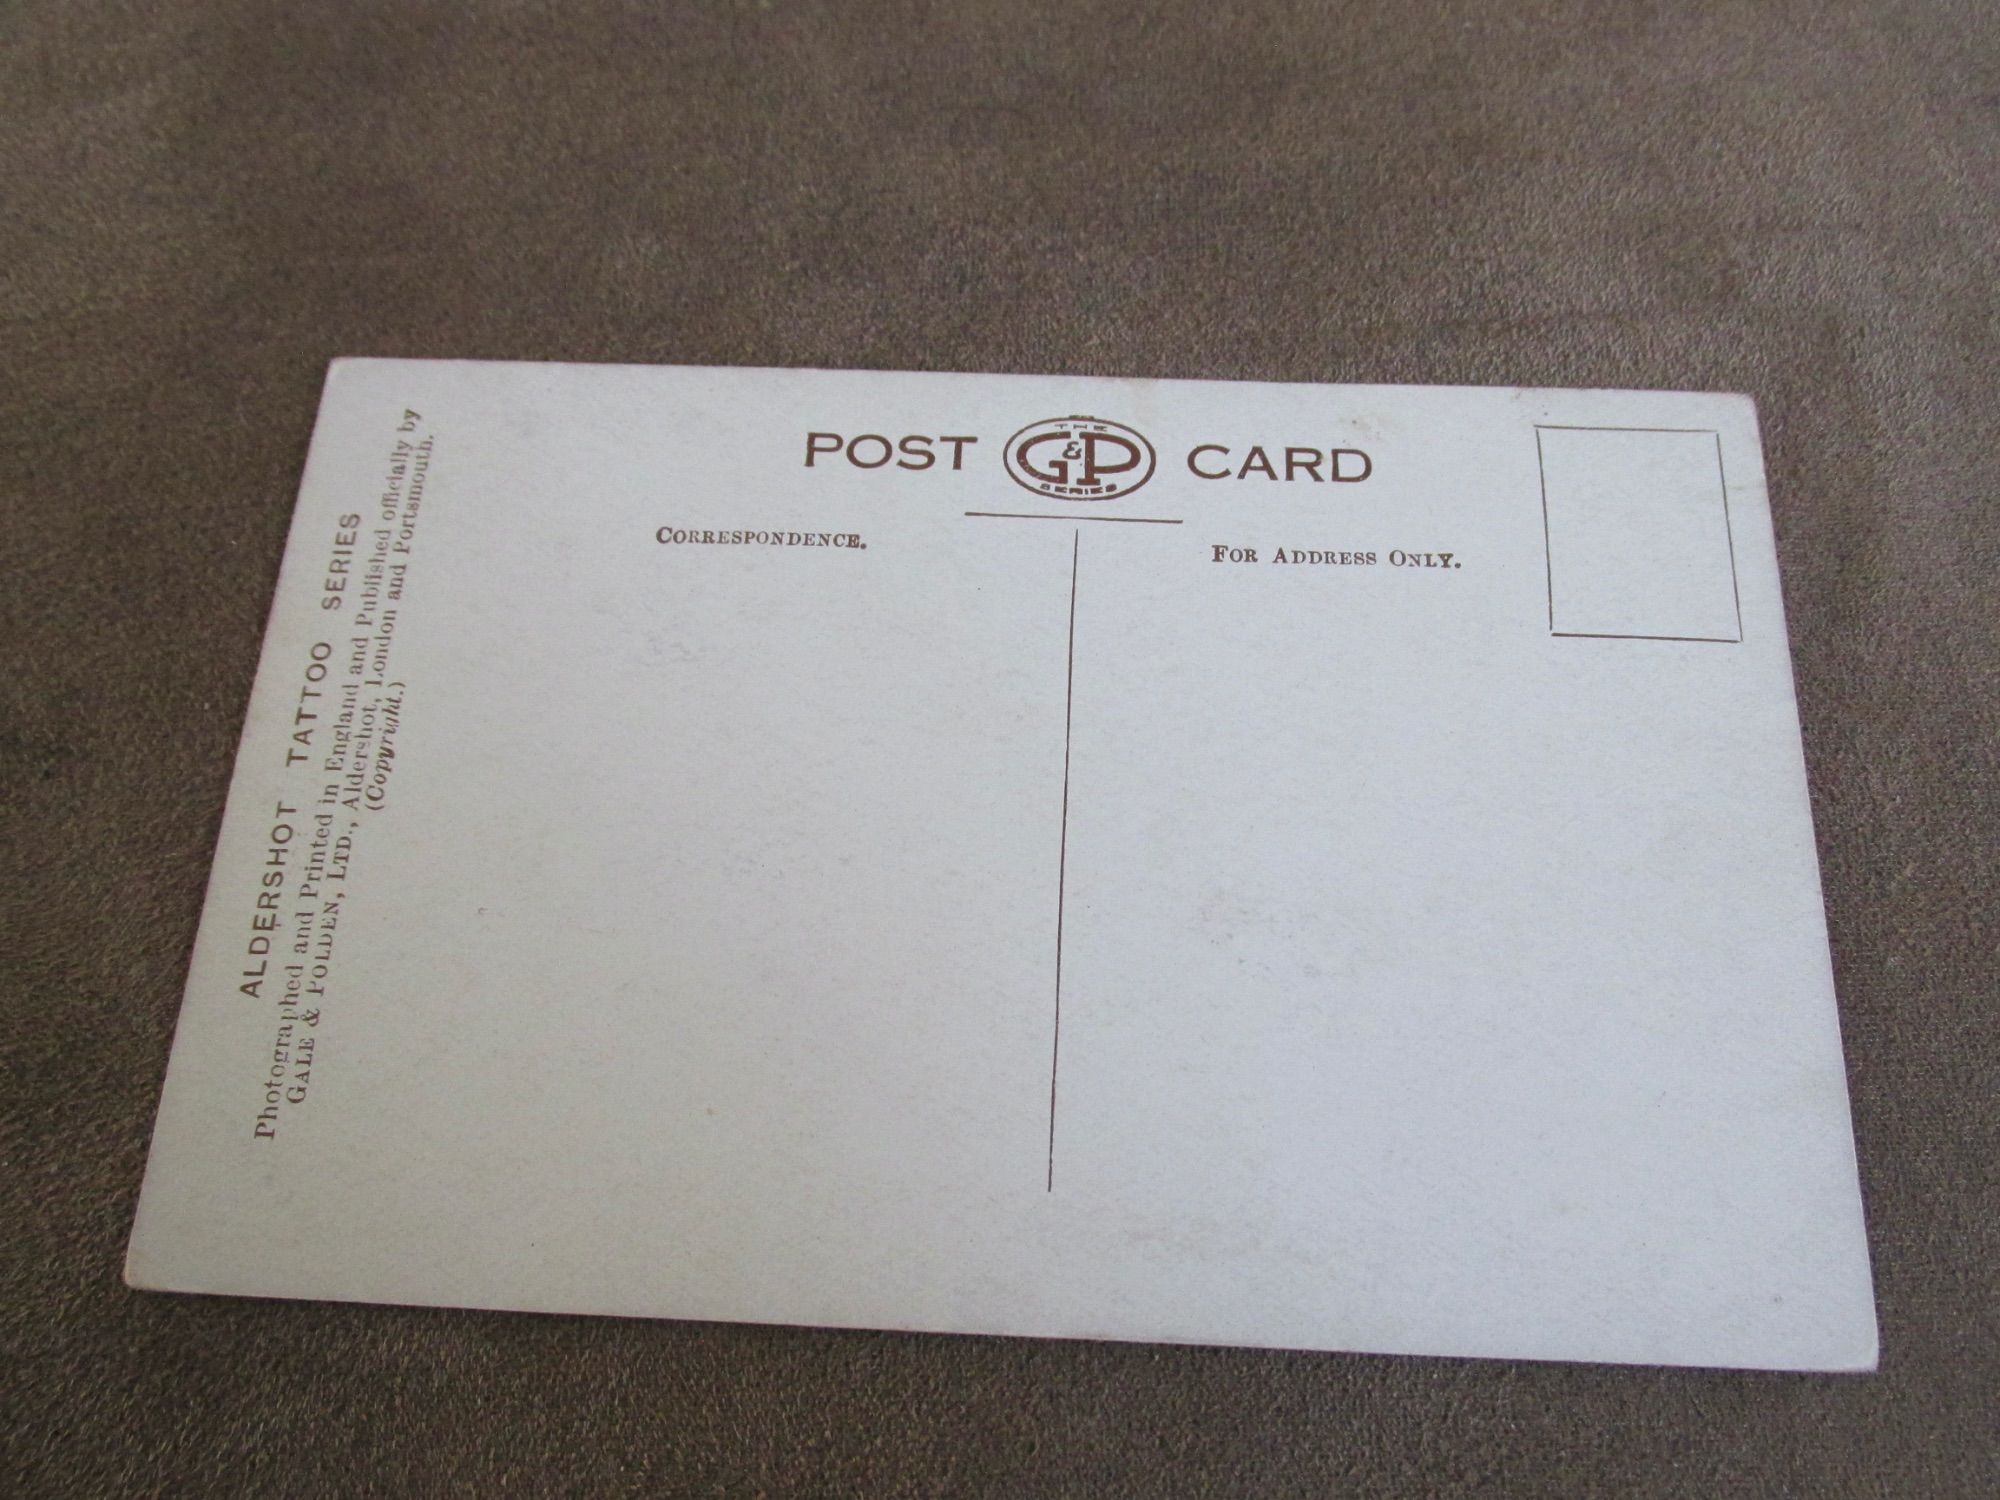 POST THE G&P SERIES CARD
CORRESPONDENCE.
FOR ADDRESS ONLY.
ALDERSHOT TATTOO SERIES
Photographed and Printed in England and Published officially by
GALE & POLDEN, LTD., Aldershot, London and Portsmouth.
(Copyright.)